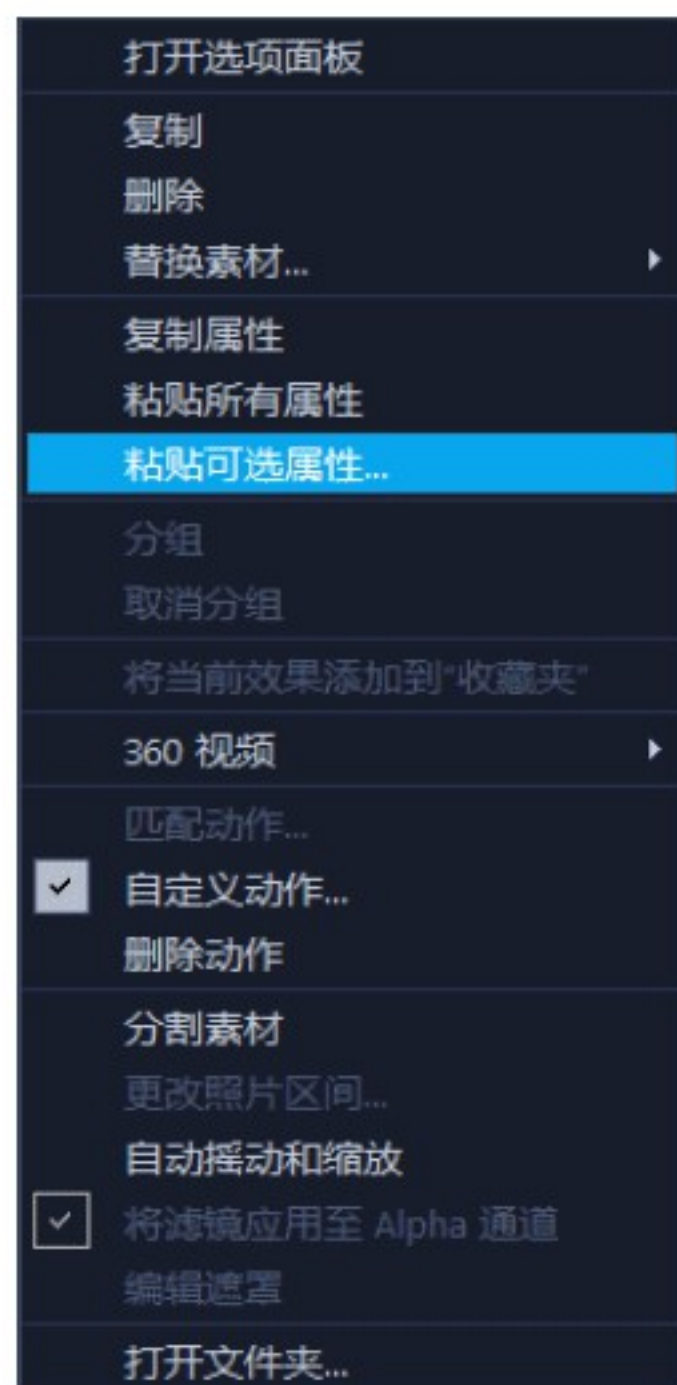 打开选项面板
复制
删除
替换素材...
复制属性
粘贴所有属性
粘贴可选属性...
分组
取消分组
将当前效果添加到"收藏夹"
360 视频
匹配动作...
自定义动作...
删除动作
分割素材
更改照片区间...
自动摇动和缩放
将滤镜应用至 Alpha 通道
编辑遮罩
打开文件夹...